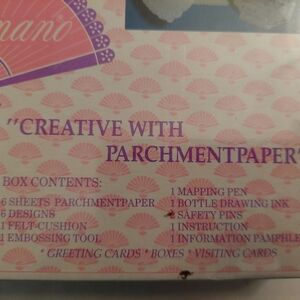 "CREATIVE WITH
PARCHMENTPAPER"
BOX CONTENTS:
6 SHEETS PARCHMENTPAPER
6 DESIGNS
1 FELT-CUSHION
1 EMBOSSING TOOL
1 MAPPING PEN
1 BOTTLE DRAWING INK
SAFETY PINS
1 INSTRUCTION
1 INFORMATION PAMPHLE
* GREETING CARDS * BOXES * VISITING CARDS